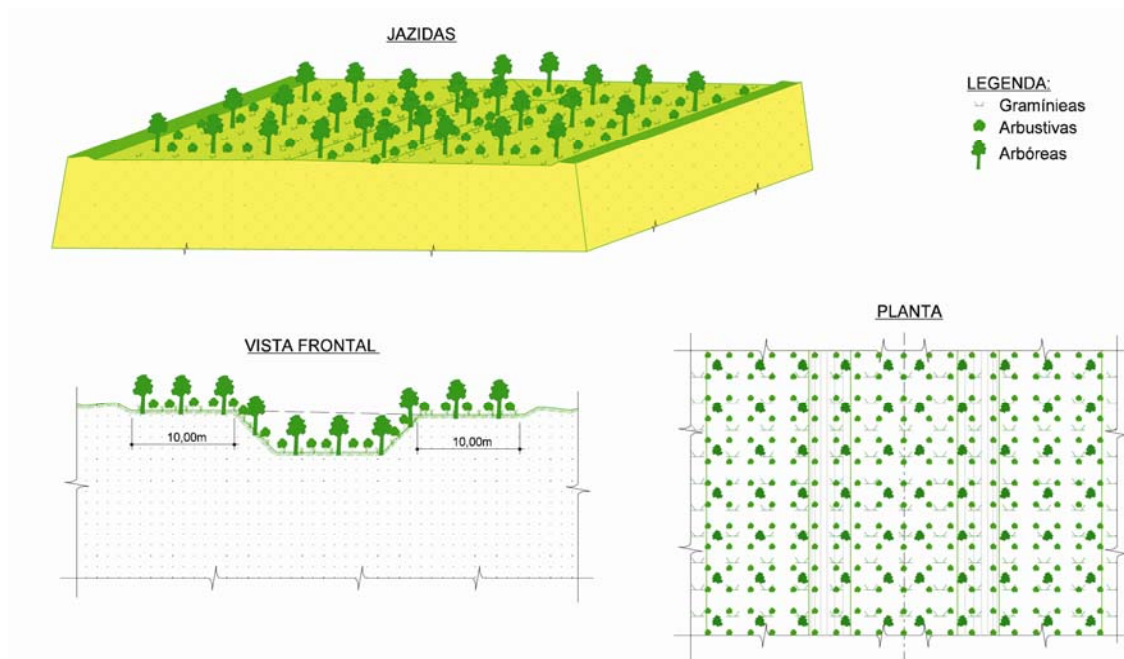 JAZIDAS
LEGENDA:
Gramínieas
Arbustivas
Arbóreas
VISTA FRONTAL
10,00m
10,00m
PLANTA